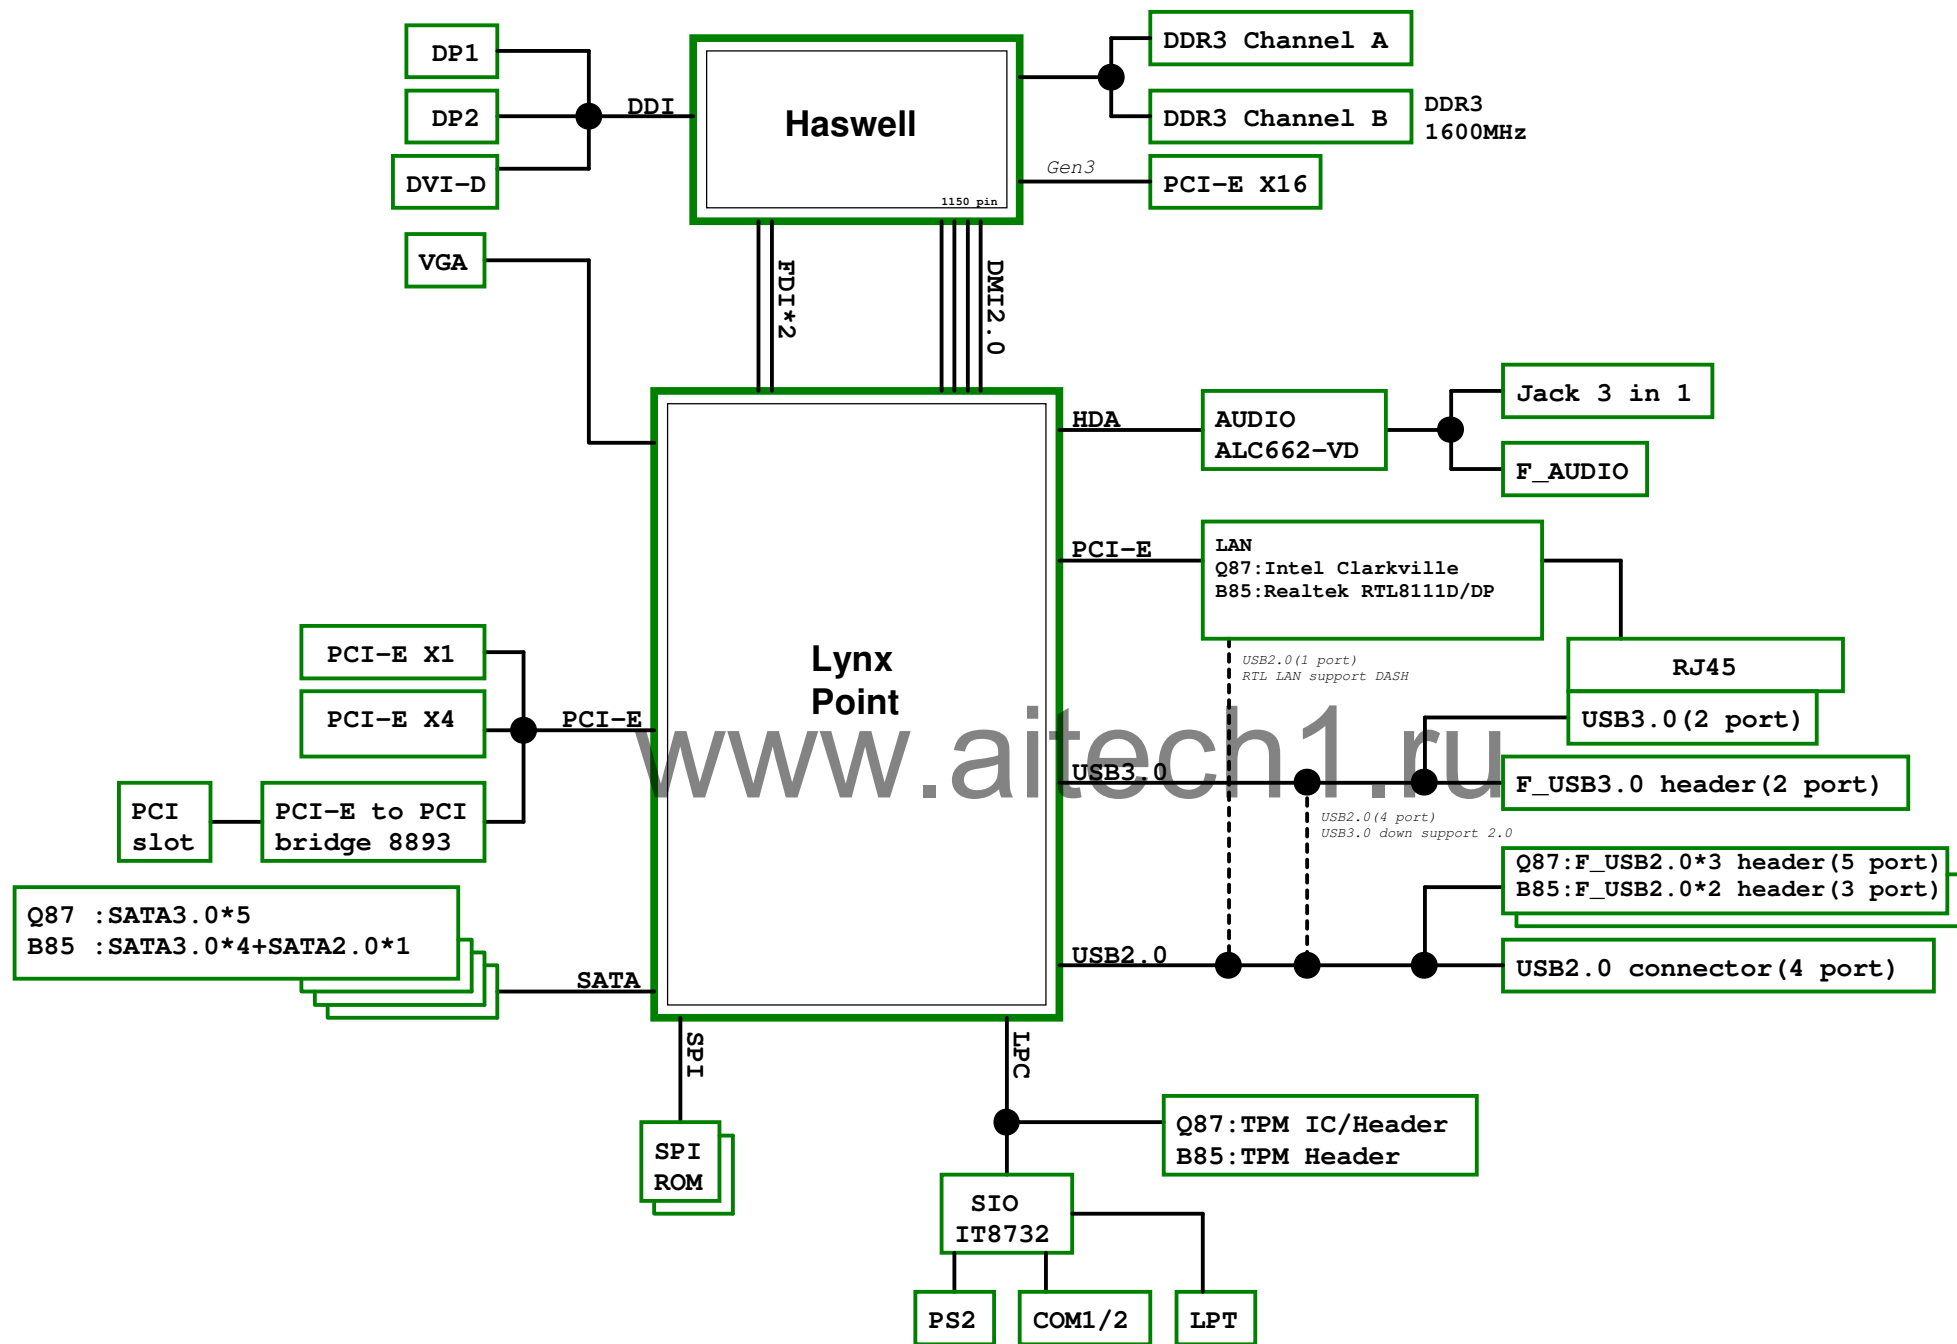 DP1
DP2
DVI-D
DDI
Haswell
1150 pin
DDR3 Channel A
DDR3 Channel B
DDR3
1600MHz
Gen3
PCI-E X16
VGA
FDI*2
DMI2.0
HDA
AUDIO
ALC662-VD
Jack 3 in 1
F_AUDIO
PCI-E
LAN
Q87:Intel Clarkville
B85:Realtek RTL8111D/DP
USB2.0(1 port)
RTL LAN support DASH
RJ45
USB3.0(2 port)
Lynx
Point
PCI-E X1
PCI-E X4
PCI-E
PCI
slot
PCI-E to PCI
bridge 8893
www.aitech1.ru
USB3.0
F_USB3.0 header(2 port)
USB2.0(4 port)
USB3.0 down support 2.0
Q87:F_USB2.0*3 header(5 port)
B85:F_USB2.0*2 header(3 port)
USB2.0
USB2.0 connector(4 port)
Q87 :SATA3.0*5
B85 :SATA3.0*4+SATA2.0*1
SATA
SPI
SPI
ROM
LPC
Q87:TPM IC/Header
B85:TPM Header
SIO
IT8732
PS2
COM1/2
LPT